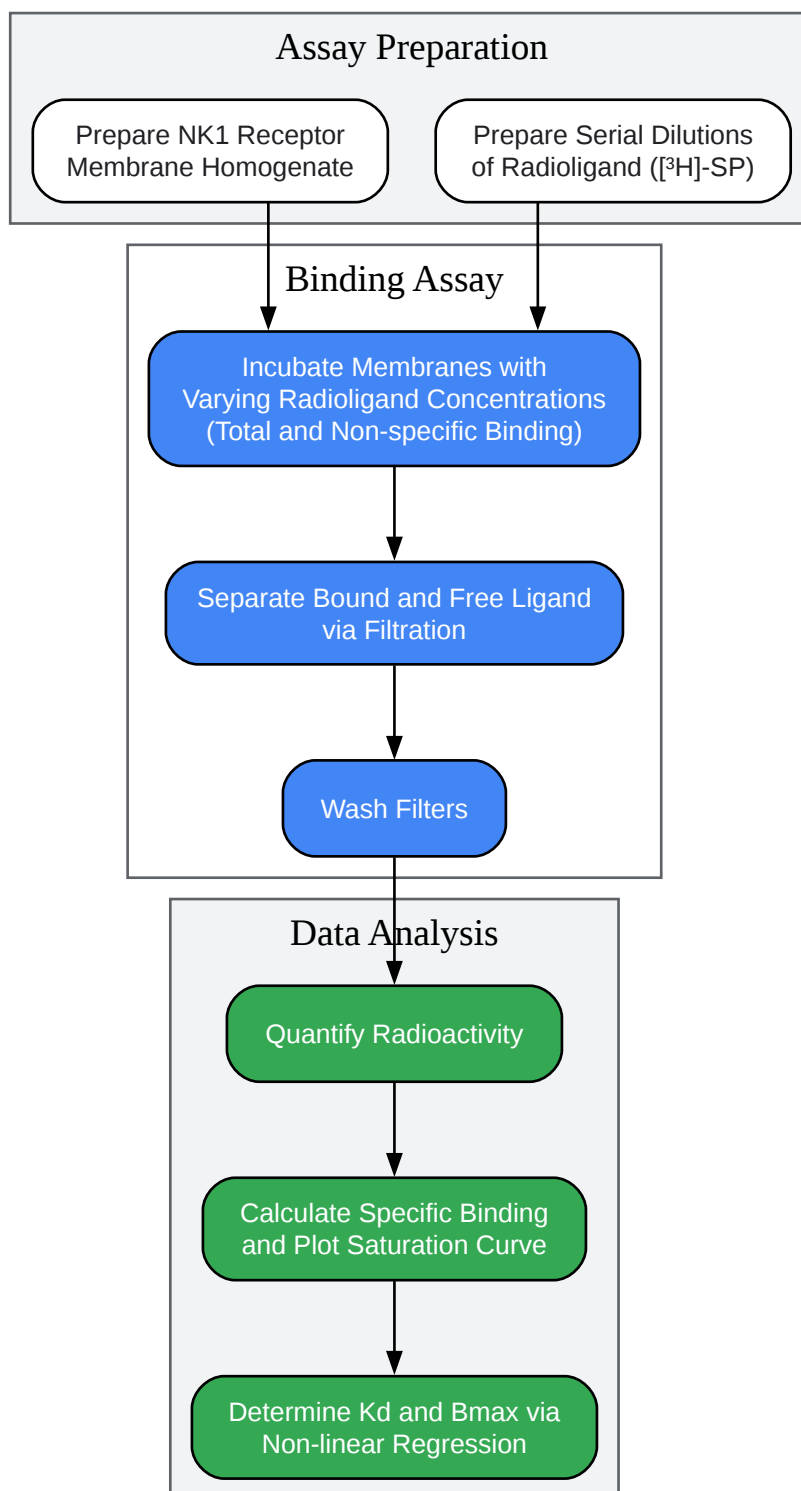 Assay Preparation
Prepare NK1 Receptor
Membrane Homogenate
Prepare Serial Dilutions
of Radioligand ([³H]-SP)
Binding Assay
Incubate Membranes with
Varying Radioligand Concentrations
(Total and Non-specific Binding)
Separate Bound and Free Ligand
via Filtration
Wash Filters
Data Analysis
Quantify Radioactivity
Calculate Specific Binding
and Plot Saturation Curve
Determine Kd and Bmax via
Non-linear Regression